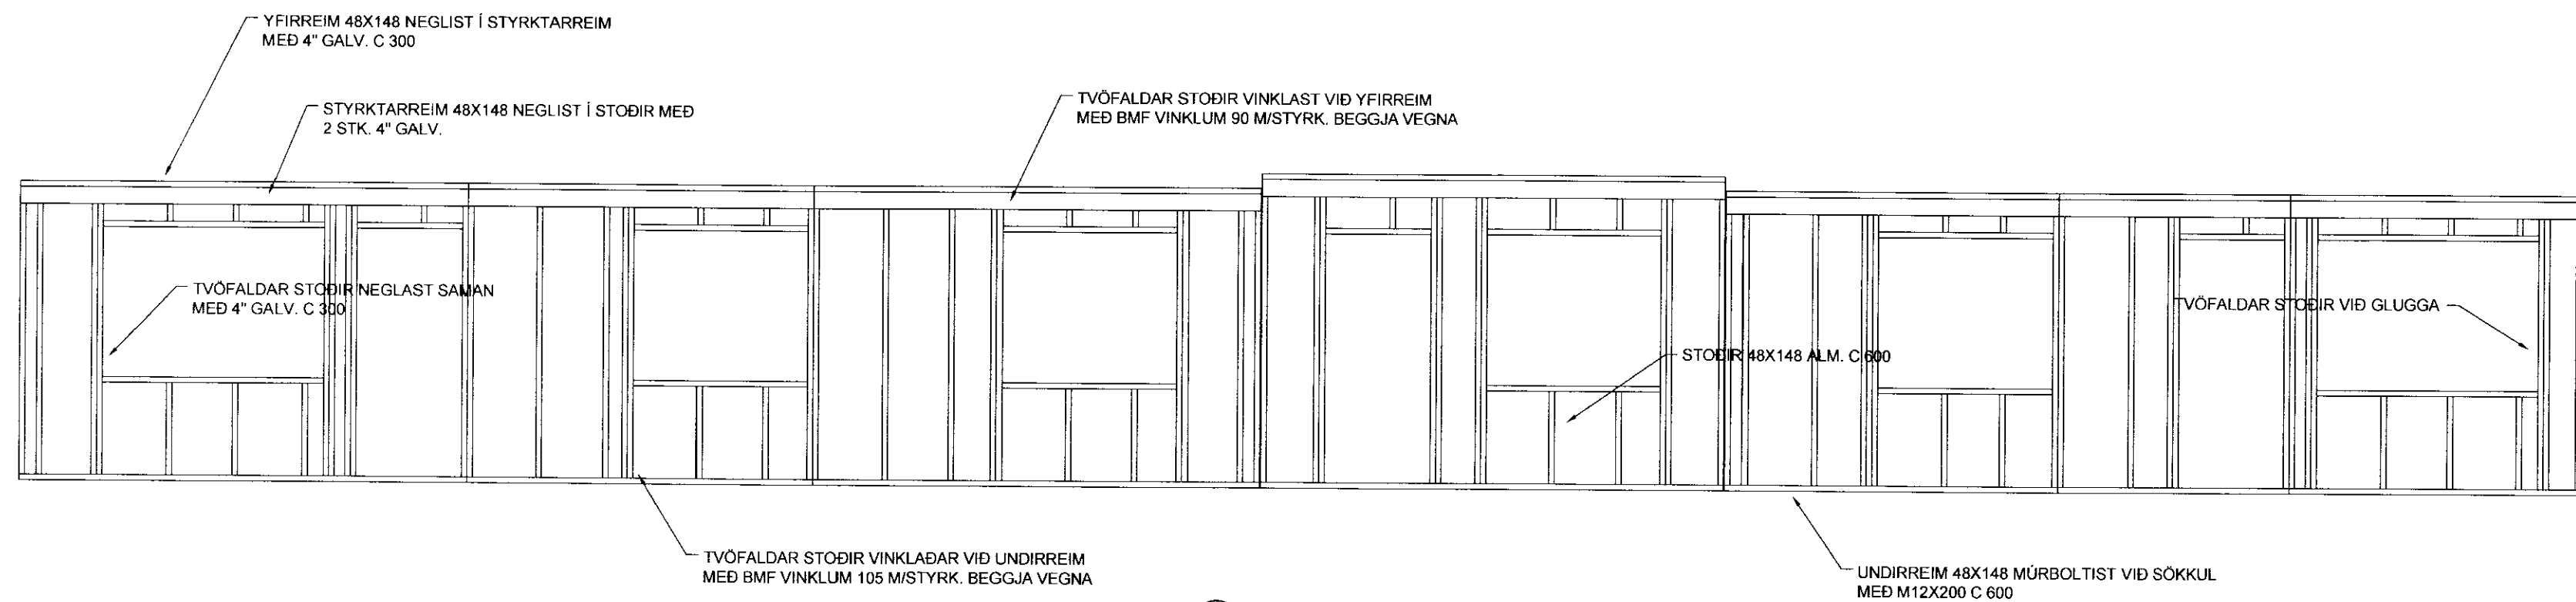 YFIRREIM 48X148 NEGLIST Í STYRKTARREIM
MEÐ 4" GALV. C 300
STYRKTARREIM 48X148 NEGLIST Í STOÐIR MEÐ
2 STK. 4" GALV.
TVÖFALDAR STOÐIR VINKLAST VIÐ YFIRREIM
MEÐ BMF VINKLUM 90 M/STYRK. BEGGJA VEGNA
TVÖFALDAR STOÐIR NEGLAST SAMAN
MEÐ 4" GALV. C 300
TVÖFALDAR STOÐIR VIÐ GLUGGA
STOÐIR 48X148 ALM. C 600
TVÖFALDAR STOÐIR VINKLAÐAR VIÐ UNDIRREIM
MEÐ BMF VINKLUM 105 M/STYRK. BEGGJA VEGNA
UNDIRREIM 48X148 MÚRBOLTIST VIÐ SÖKKUL
MEÐ M12X200 C 600